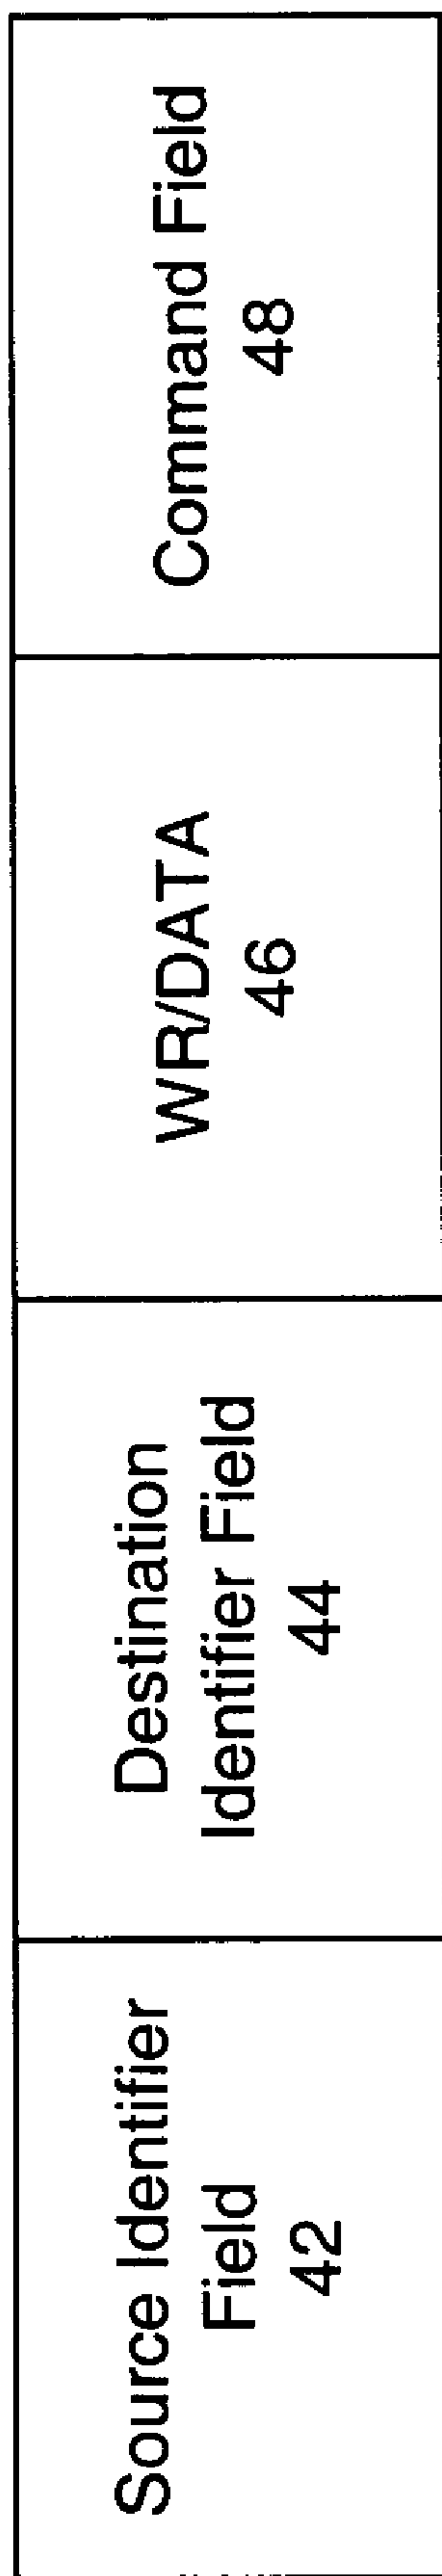 Source Identifier
Field
42
Destination
Identifier Field
44
WR/DATA
46
Command Field
48